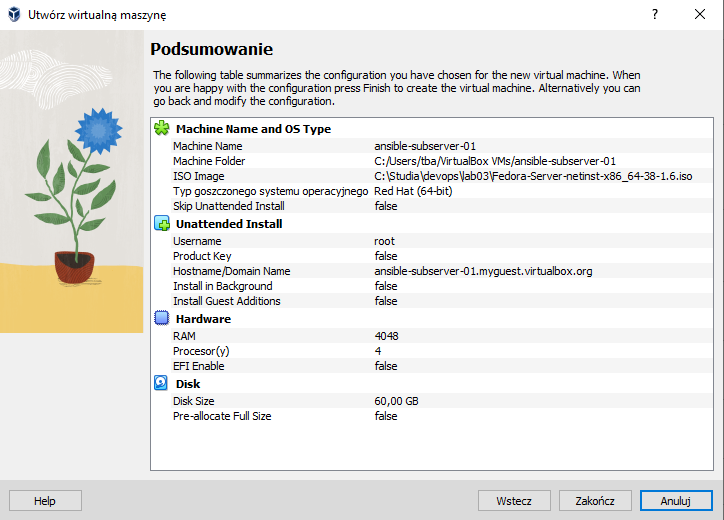 Utwórz wirtualną maszynę
Podsumowanie
The following table summarizes the configuration you have chosen for the new virtual machine. When
you are happy with the configuration press Finish to create the virtual machine. Alternatively you can
go back and modify the configuration.
Machine Name and OS Type
Machine Name ansible-subserver-01
Machine Folder C:/Users/tba/VirtualBox VMs/ansible-subserver-01
ISO Image C:\Studia\devops\lab03\Fedora-Server-netinst-x86_64-38-1.6.iso
Typ goszczonego systemu operacyjnego Red Hat (64-bit)
Skip Unattended Install false
Unattended Install
Username root
Product Key false
Hostname/Domain Name ansible-subserver-01.myguest.virtualbox.org
Install in Background false
Install Guest Additions false
Hardware
RAM 4048
Procesor(y) 4
EFI Enable false
Disk
Disk Size 60,00 GB
Pre-allocate Full Size false
Help Wstecz Zakończ Anuluj